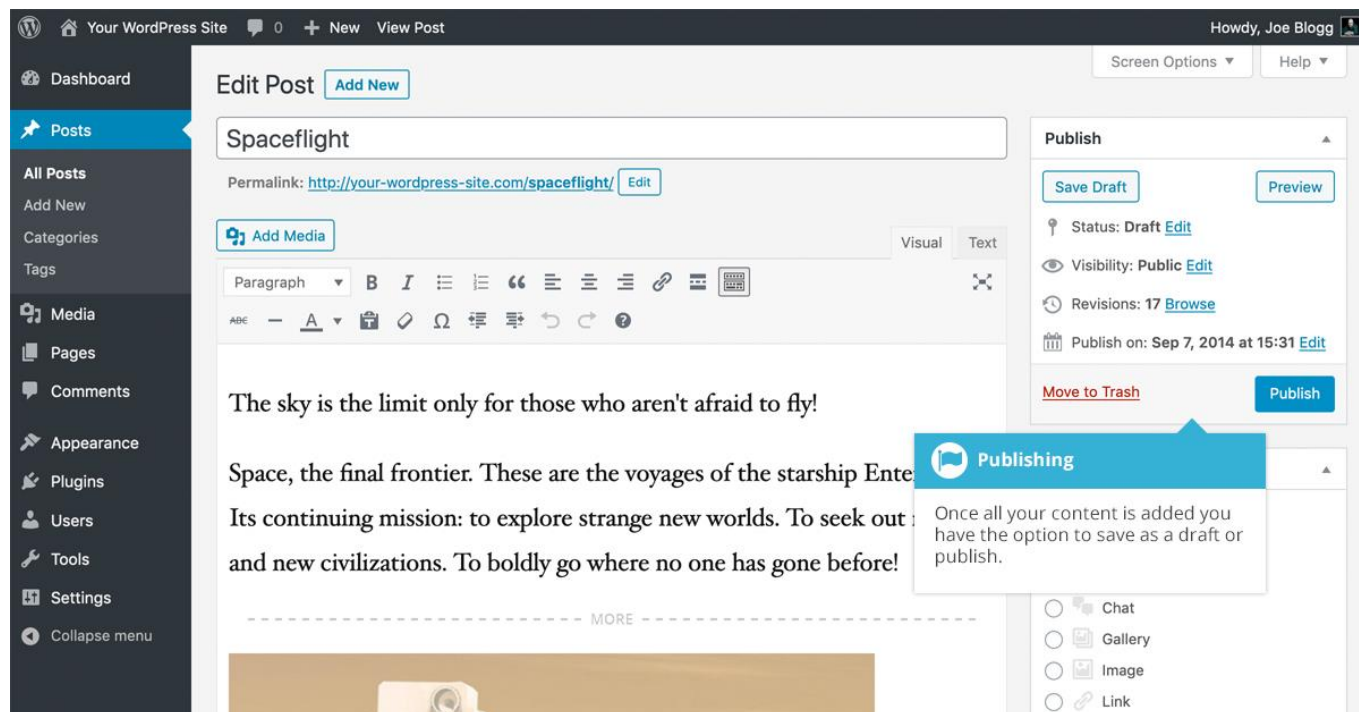 Your WordPress Site 0 New View Post Howdy, Joe Blogg
Screen Options Help
Dashboard
Posts
All Posts
Add New
Categories
Tags
Media
Pages
Comments
Appearance
Plugins
Users
Tools
Settings
Collapse menu
Edit Post Add New
Spaceflight
Permalink: http://your-wordpress-site.com/spaceflight/ Edit
Add Media
Visual Text
Paragraph B I
ABC A Ω
The sky is the limit only for those who aren't afraid to fly!
Space, the final frontier. These are the voyages of the starship
Its continuing mission: to explore strange new worlds. To seek out
and new civilizations. To boldly go where no one has gone before!
MORE
Publish
Save Draft Preview
Status: Draft Edit
Visibility: Public Edit
Revisions: 17 Browse
Publish on: Sep 7, 2014 at 15:31 Edit
Move to Trash Publish
Publishing
Once all your content is added you
have the option to save as a draft or
publish.
Chat
Gallery
Image
Link